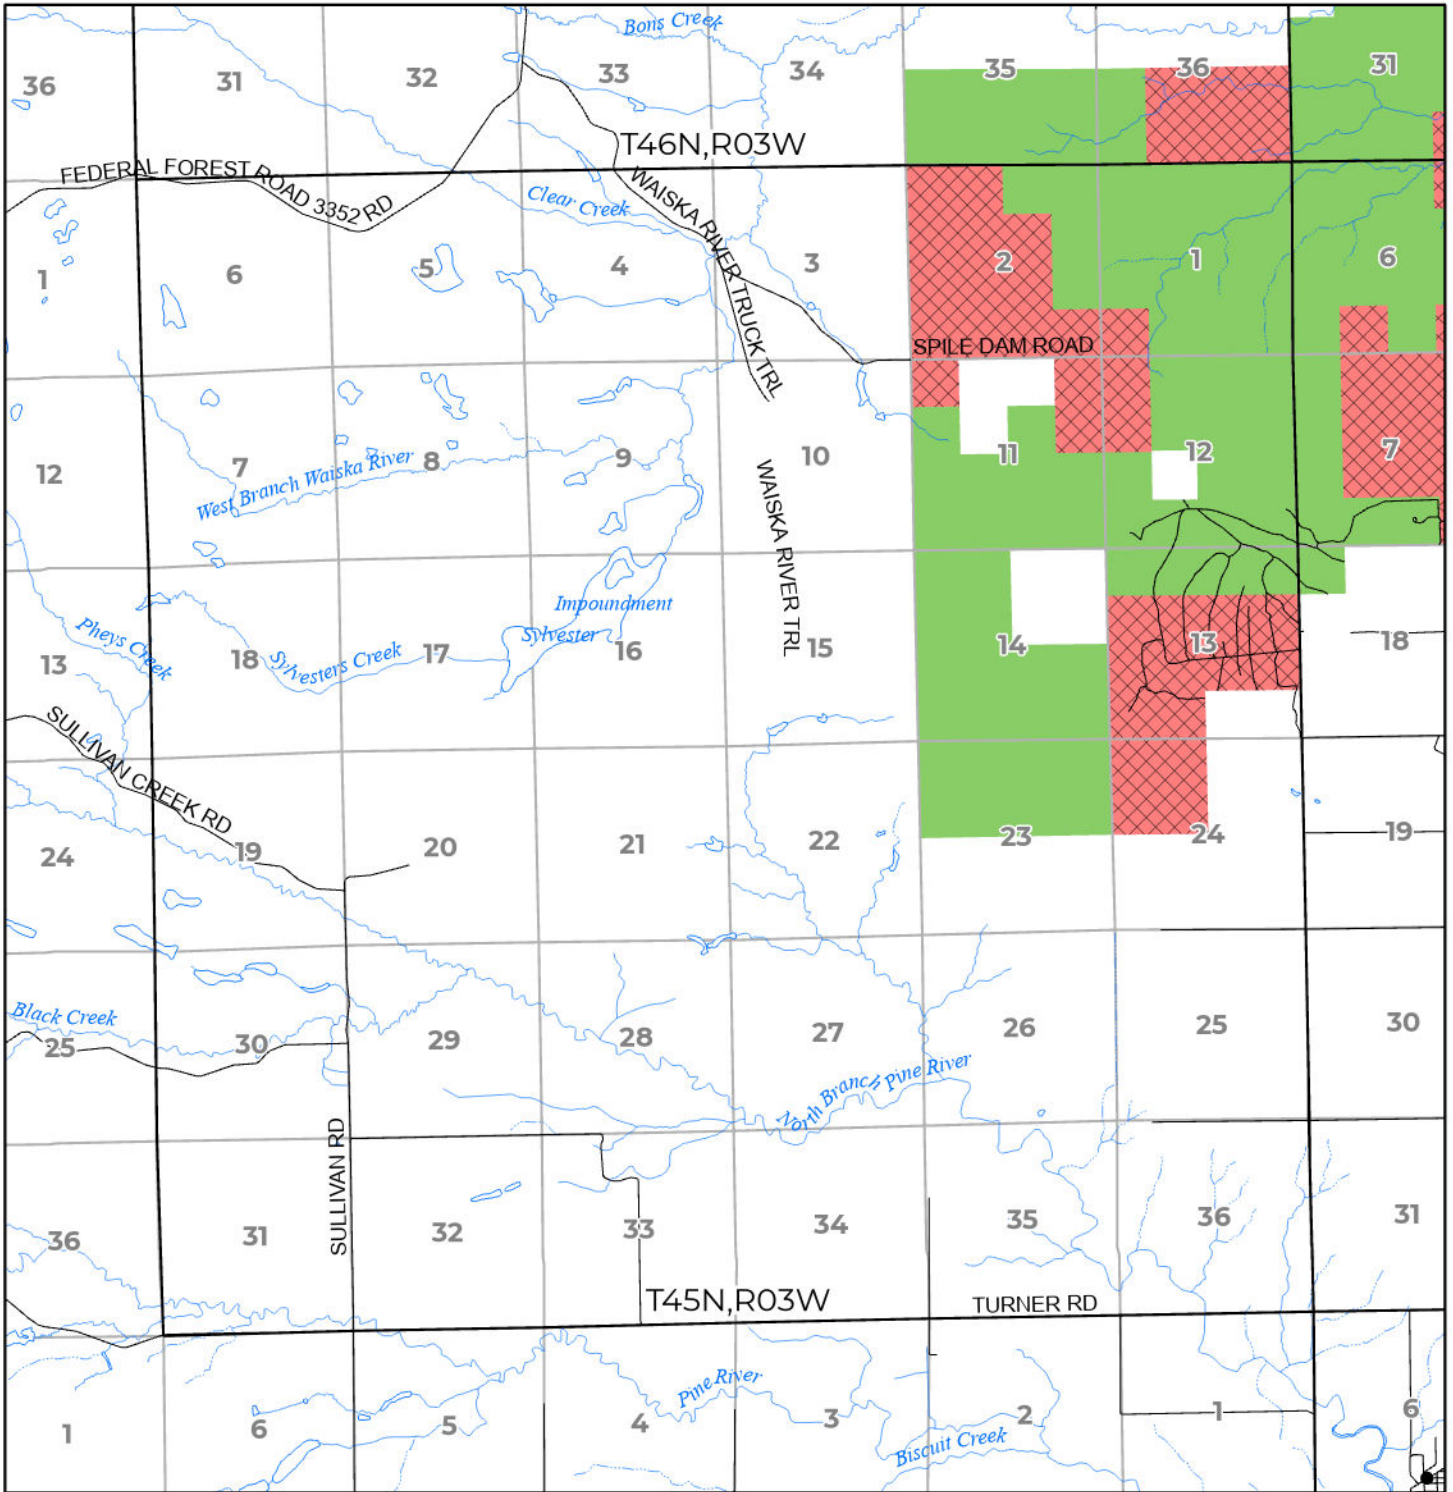 Bons Creek
36 31 32 33 34 35 36 31
T46N,R03W
FEDERAL FOREST ROAD 3352 RD
WAISKA RIVER TRUCK TRL
Clear Creek
1 6 5 4 3 2 1 6
SPILE DAM ROAD
12 7 8 9 10 11 12 7
West Branch Waiska River
WAISKA RIVER TRL
Impoundment
Sylvester
Pheys Creek
Sylvesters Creek
13 18 17 16 15 14 13 18
SULLIVAN CREEK RD
24 19 20 21 22 23 24 19
Black Creek
25 30 29 28 27 26 25 30
North Branch Pine River
SULLIVAN RD
36 31 32 33 34 35 36 31
T45N,R03W
TURNER RD
Pine River
1 6 5 4 3 2 1 6
Biscuit Creek